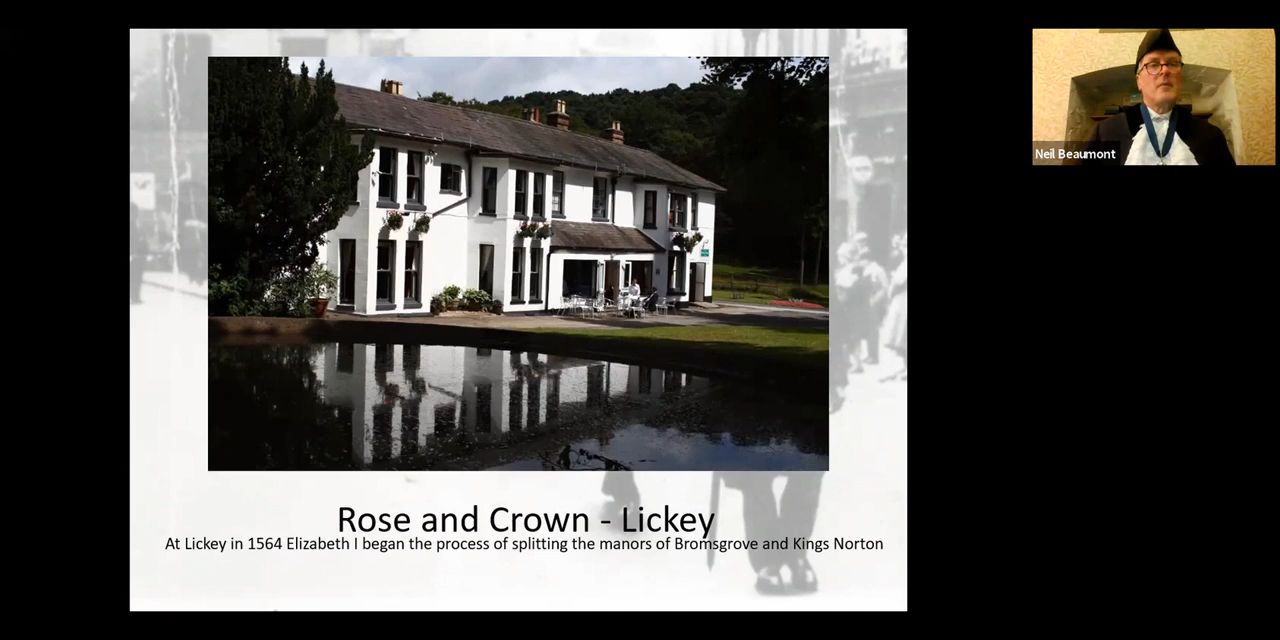 Neil Beaumont
Rose and Crown - Lickey
At Lickey in 1564 Elizabeth I began the process of splitting the manors of Bromsgrove and Kings Norton